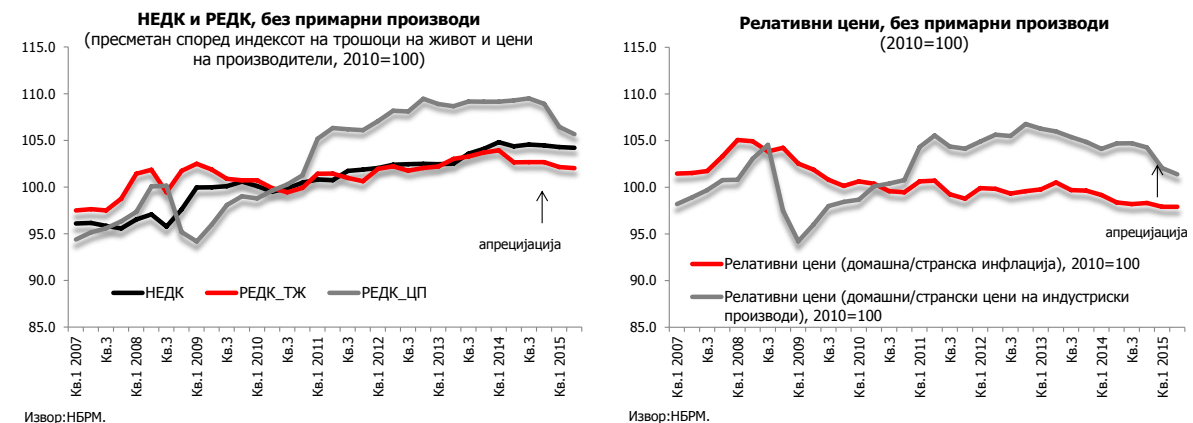 НЕДК и РЕДК, без примарни производи
(пресметан според индексот на трошоци на живот и цени
на производители, 2010=100)
115.0
110.0
105.0
100.0
95.0
90.0
85.0
апрецијација
НЕДК
РЕДК_ТЖ
РЕДК_ЦП
Кв.1 2007
Кв.3
Кв.1 2008
Кв.3
Кв.1 2009
Кв.3
Кв.1 2010
Кв.3
Кв.1 2011
Кв.3
Кв.1 2012
Кв.3
Кв.1 2013
Кв.3
Кв.1 2014
Кв.3
Кв.1 2015
Извор:НБРМ.
Релативни цени, без примарни производи
(2010=100)
115.0
110.0
105.0
100.0
95.0
90.0
85.0
апрецијација
Релативни цени (домашна/странска инфлација), 2010=100
Релативни цени (домашни/странски цени на индустриски
производи), 2010=100
Кв.1 2007
Кв.3
Кв.1 2008
Кв.3
Кв.1 2009
Кв.3
Кв.1 2010
Кв.3
Кв.1 2011
Кв.3
Кв.1 2012
Кв.3
Кв.1 2013
Кв.3
Кв.1 2014
Кв.3
Кв.1 2015
Извор:НБРМ.